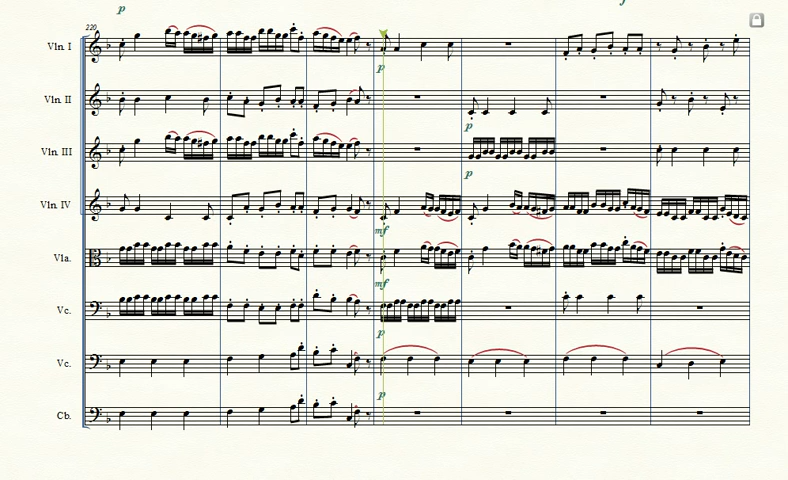 p
220
Vln. I
p
Vln. II
p
Vln. III
p
Vln. IV
mf
Vla.
mf
Vc.
p
Vc.
p
Cb.